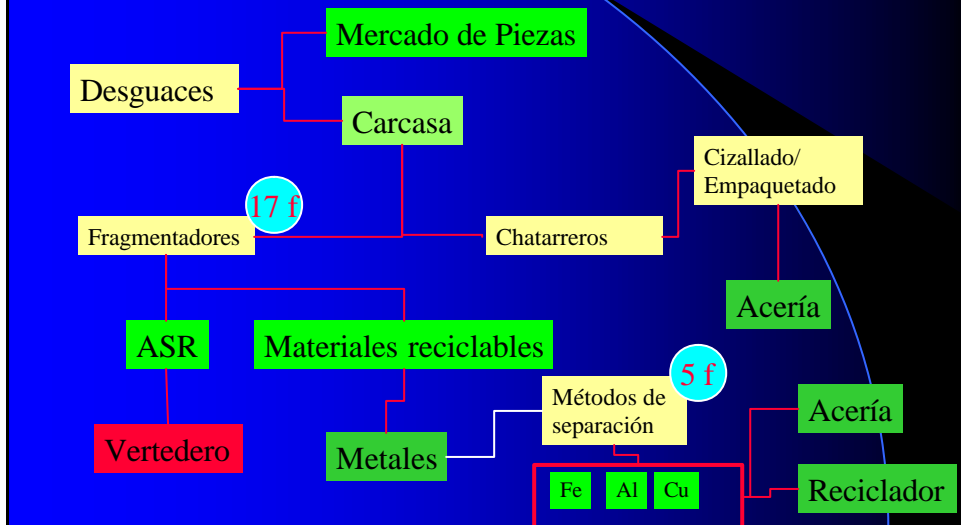 Mercado de Piezas
Desguaces
Carcasa
Cizallado/
Empaquetado
17 f
Fragmentadores
Chatarreros
Acería
ASR
Materiales reciclables
5 f
Métodos de
separación
Acería
Vertedero
Metales
Fe
Al
Cu
Reciclador